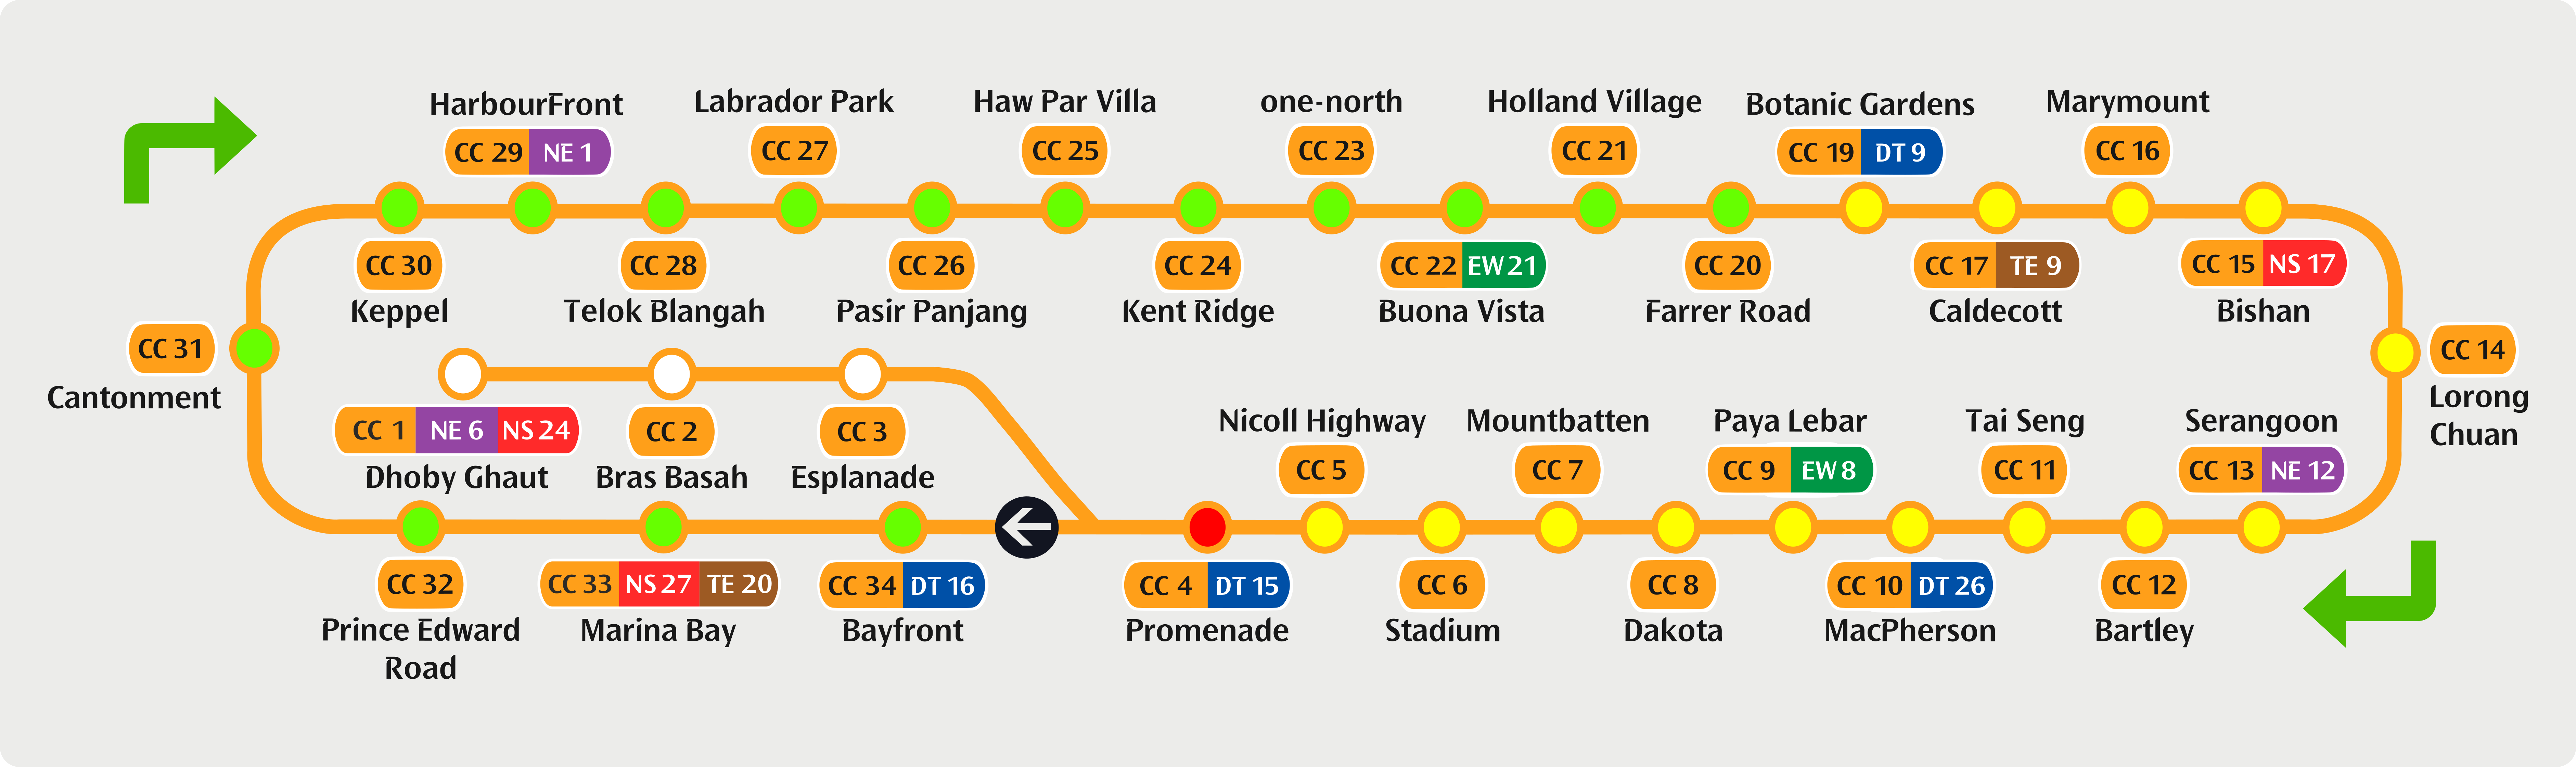 HarbourFront
CC 29 NE 1
Labrador Park
CC 27
Haw Par Villa
CC 25
one-north
CC 23
Holland Village
CC 21
Botanic Gardens
CC 19 DT 9
Marymount
CC 16
CC 30
Keppel
CC 28
Telok Blangah
CC 26
Pasir Panjang
CC 24
Kent Ridge
CC 22 EW 21
Buona Vista
CC 20
Farrer Road
CC 17 TE 9
Caldecott
CC 15 NS 17
Bishan
CC 31
Cantonment
CC 14
Lorong
Chuan
CC 1 NE 6 NS 24
Dhoby Ghaut
CC 2
Bras Basah
CC 3
Esplanade
Nicoll Highway
CC 5
Mountbatten
CC 7
Paya Lebar
CC 9 EW 8
Tai Seng
CC 11
Serangoon
CC 13 NE 12
CC 32
Prince Edward
Road
CC 33 NS 27 TE 20
Marina Bay
CC 34 DT 16
Bayfront
CC 4 DT 15
Promenade
CC 6
Stadium
CC 8
Dakota
CC 10 DT 26
MacPherson
CC 12
Bartley